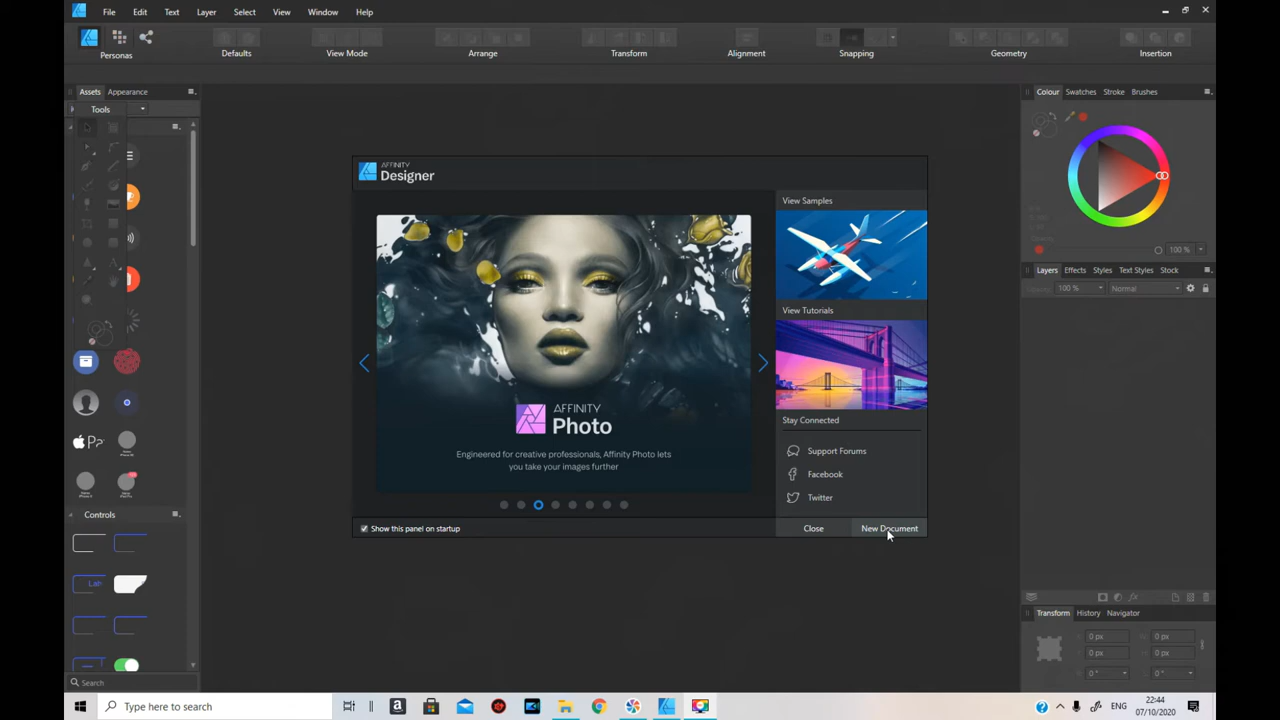 File Edit Text Layer Select View Window Help
Personas Defaults View Mode Arrange Transform Alignment Snapping Geometry Insertion
Assets Appearance
Tools
Colour Swatches Stroke Brushes
100 %
Layers Effects Styles Text Styles Stock
Opacity: 100 % Normal
AFFINITY
Designer
View Samples
View Tutorials
AFFINITY
Photo
Engineered for creative professionals, Affinity Photo lets
you take your images further
Stay Connected
Support Forums
Facebook
Twitter
Show this panel on startup
Close New Document
Controls
Search
Transform History Navigator
0 px 0 px
0 px 0 px
0 ° 0 °
Type here to search
ENG
22:44
07/10/2020